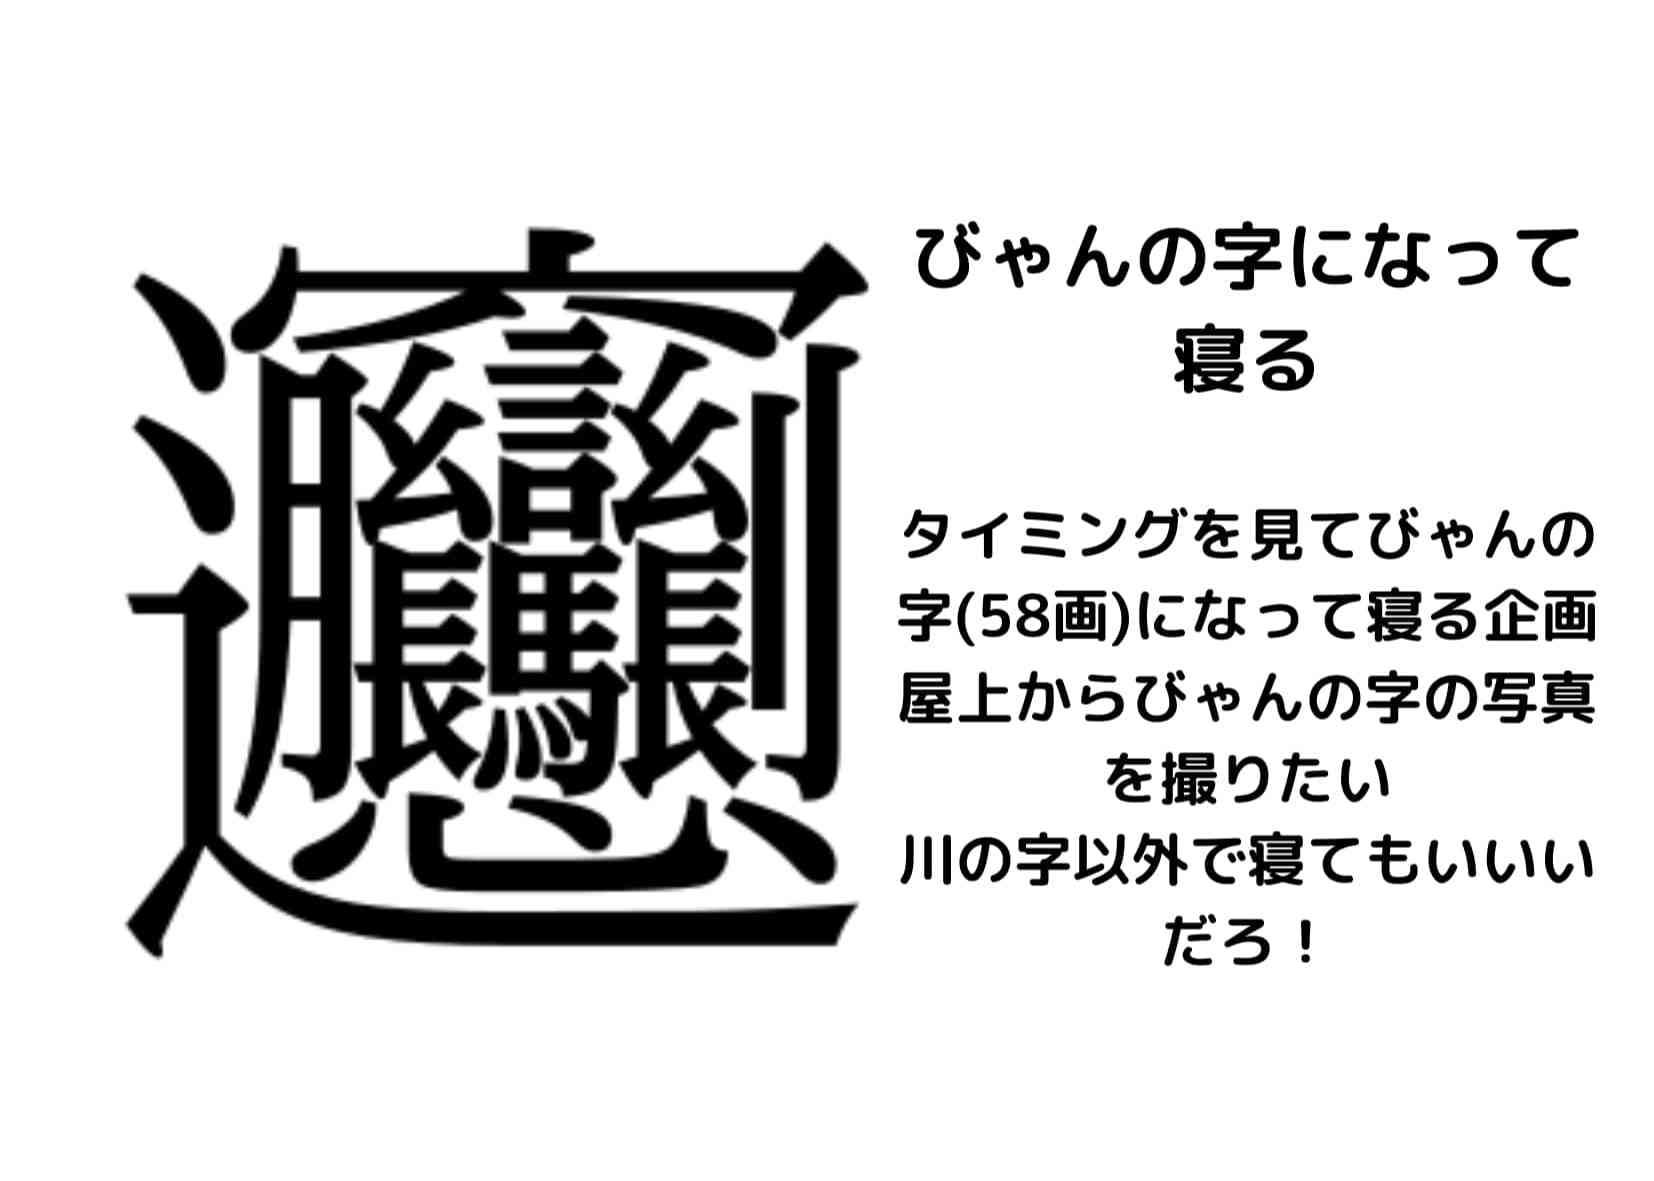 𰻞
びゃんの字になって
寝る
タイミングを見てびゃんの
字(58画)になって寝る企画
屋上からびゃんの字の写真
を撮りたい
川の字以外で寝てもいいい
だろ！